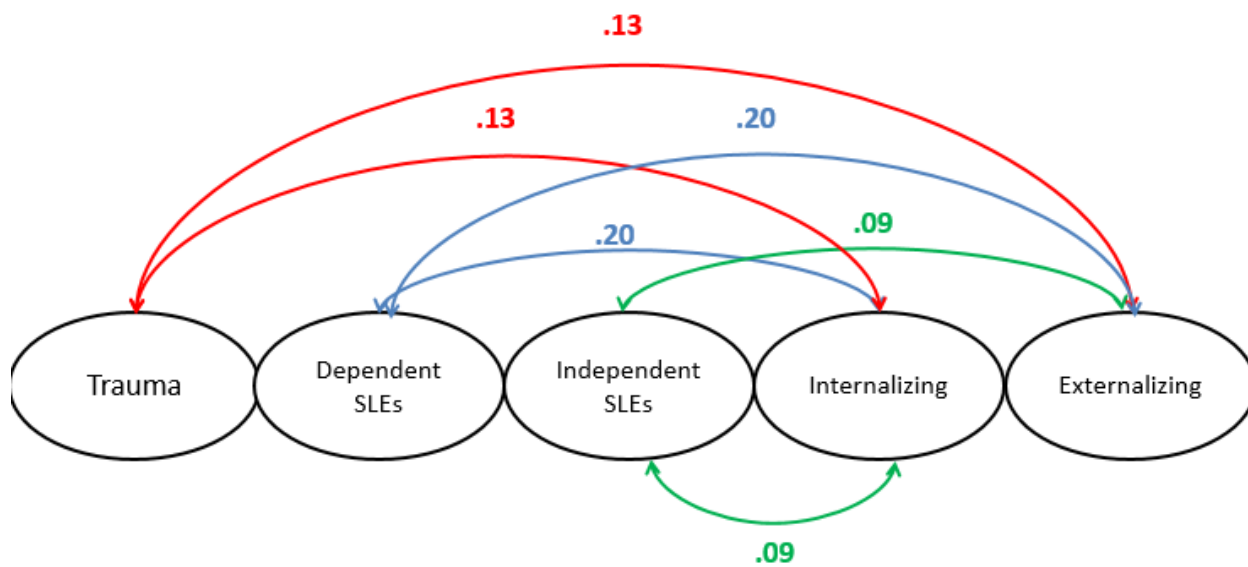 .13
.13
.20
.20
.09
Trauma
Dependent
SLEs
Independent
SLEs
Internalizing
Externalizing
.09